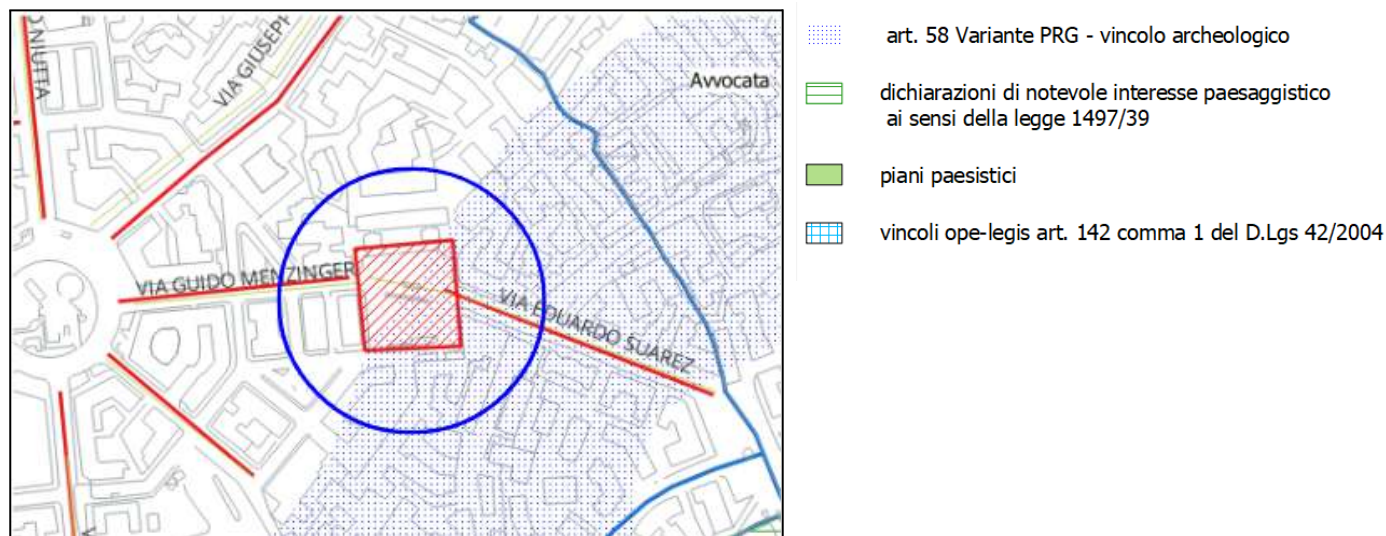 NIUTTA
VIA GIUSEPP
Avvocata
VIA GUIDO MENZINGER
VIA EDUARDO SUAREZ
art. 58 Variante PRG - vincolo archeologico
dichiarazioni di notevole interesse paesaggistico
ai sensi della legge 1497/39
piani paesistici
vincoli ope-legis art. 142 comma 1 del D.Lgs 42/2004